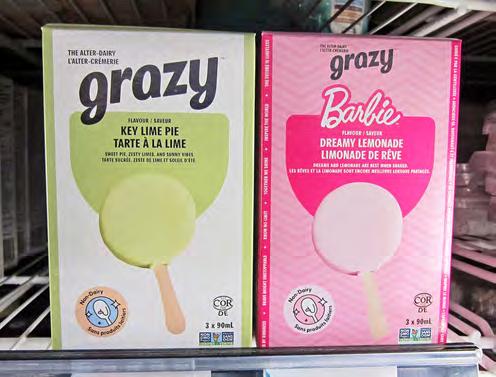 THE ALTER-DAIRY
L'ALTER-CRÉMERIE
grazy
FLAVOUR / SAVEUR
KEY LIME PIE
TARTE À LA LIME
SWEET PIE, ZESTY LIMES, AND SUNNY VIBES
TARTE SUCRÉE, ZESTE DE LIME ET SOLEIL D'ÉTÉ.
Non-Dairy
Sans produits laitiers
COR
DE
3 x 90mL
THE ALTER-DAIRY
L'ALTER-CRÉMERIE
grazy
Barbie
FLAVOUR / SAVEUR
DREAMY LEMONADE
LIMONADE DE RÊVE
DREAMS AND LEMONADE ARE BEST WHEN SHARED.
LES RÊVES ET LA LIMONADE SONT ENCORE MEILLEURS LORSQUE PARTAGÉS.
Non-Dairy
Sans produits laitiers
COR
DE
3 x 90mL